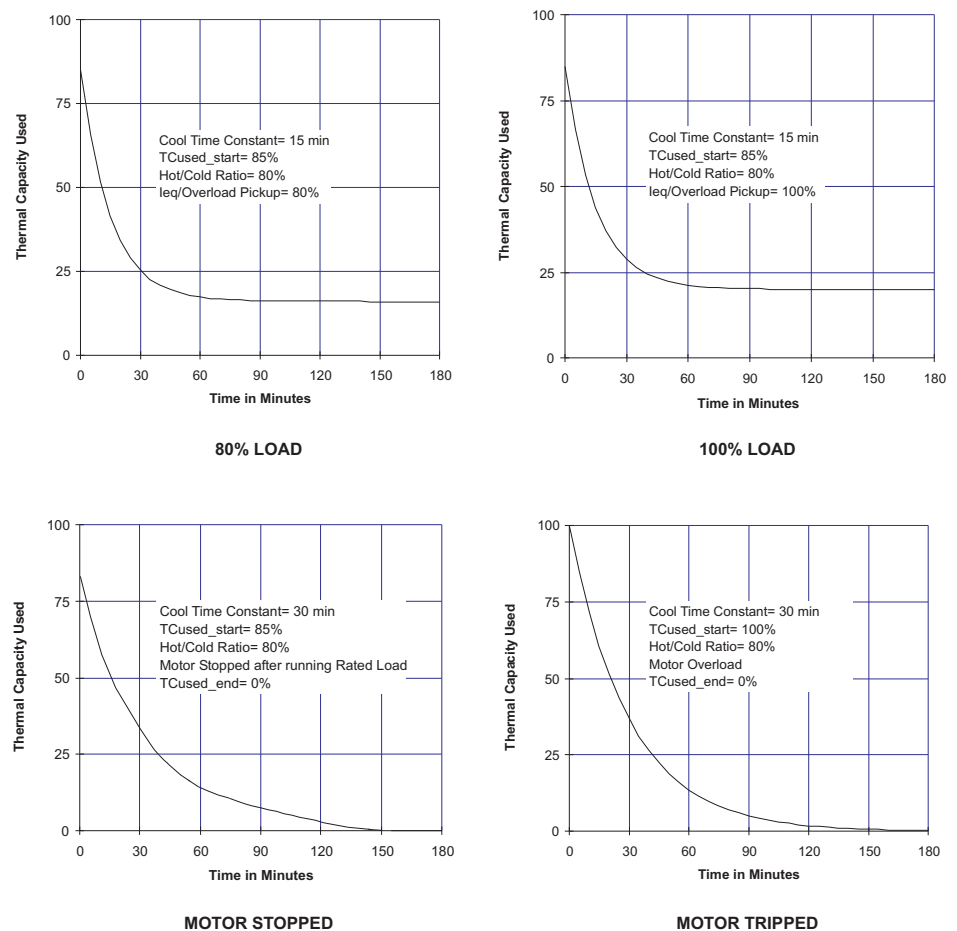 100
75
50
25
0
Thermal Capacity Used
Cool Time Constant= 15 min
TCused_start= 85%
Hot/Cold Ratio= 80%
Ieq/Overload Pickup= 80%
0 30 60 90 120 150 180
Time in Minutes
80% LOAD
100
75
50
25
0
Thermal Capacity Used
Cool Time Constant= 15 min
TCused_start= 85%
Hot/Cold Ratio= 80%
Ieq/Overload Pickup= 100%
0 30 60 90 120 150 180
Time in Minutes
100% LOAD
100
75
50
25
0
Thermal Capacity Used
Cool Time Constant= 30 min
TCused_start= 85%
Hot/Cold Ratio= 80%
Motor Stopped after running Rated Load
TCused_end= 0%
0 30 60 90 120 150 180
Time in Minutes
MOTOR STOPPED
100
75
50
25
0
Thermal Capacity Used
Cool Time Constant= 30 min
TCused_start= 100%
Hot/Cold Ratio= 80%
Motor Overload
TCused_end= 0%
0 30 60 90 120 150 180
Time in Minutes
MOTOR TRIPPED